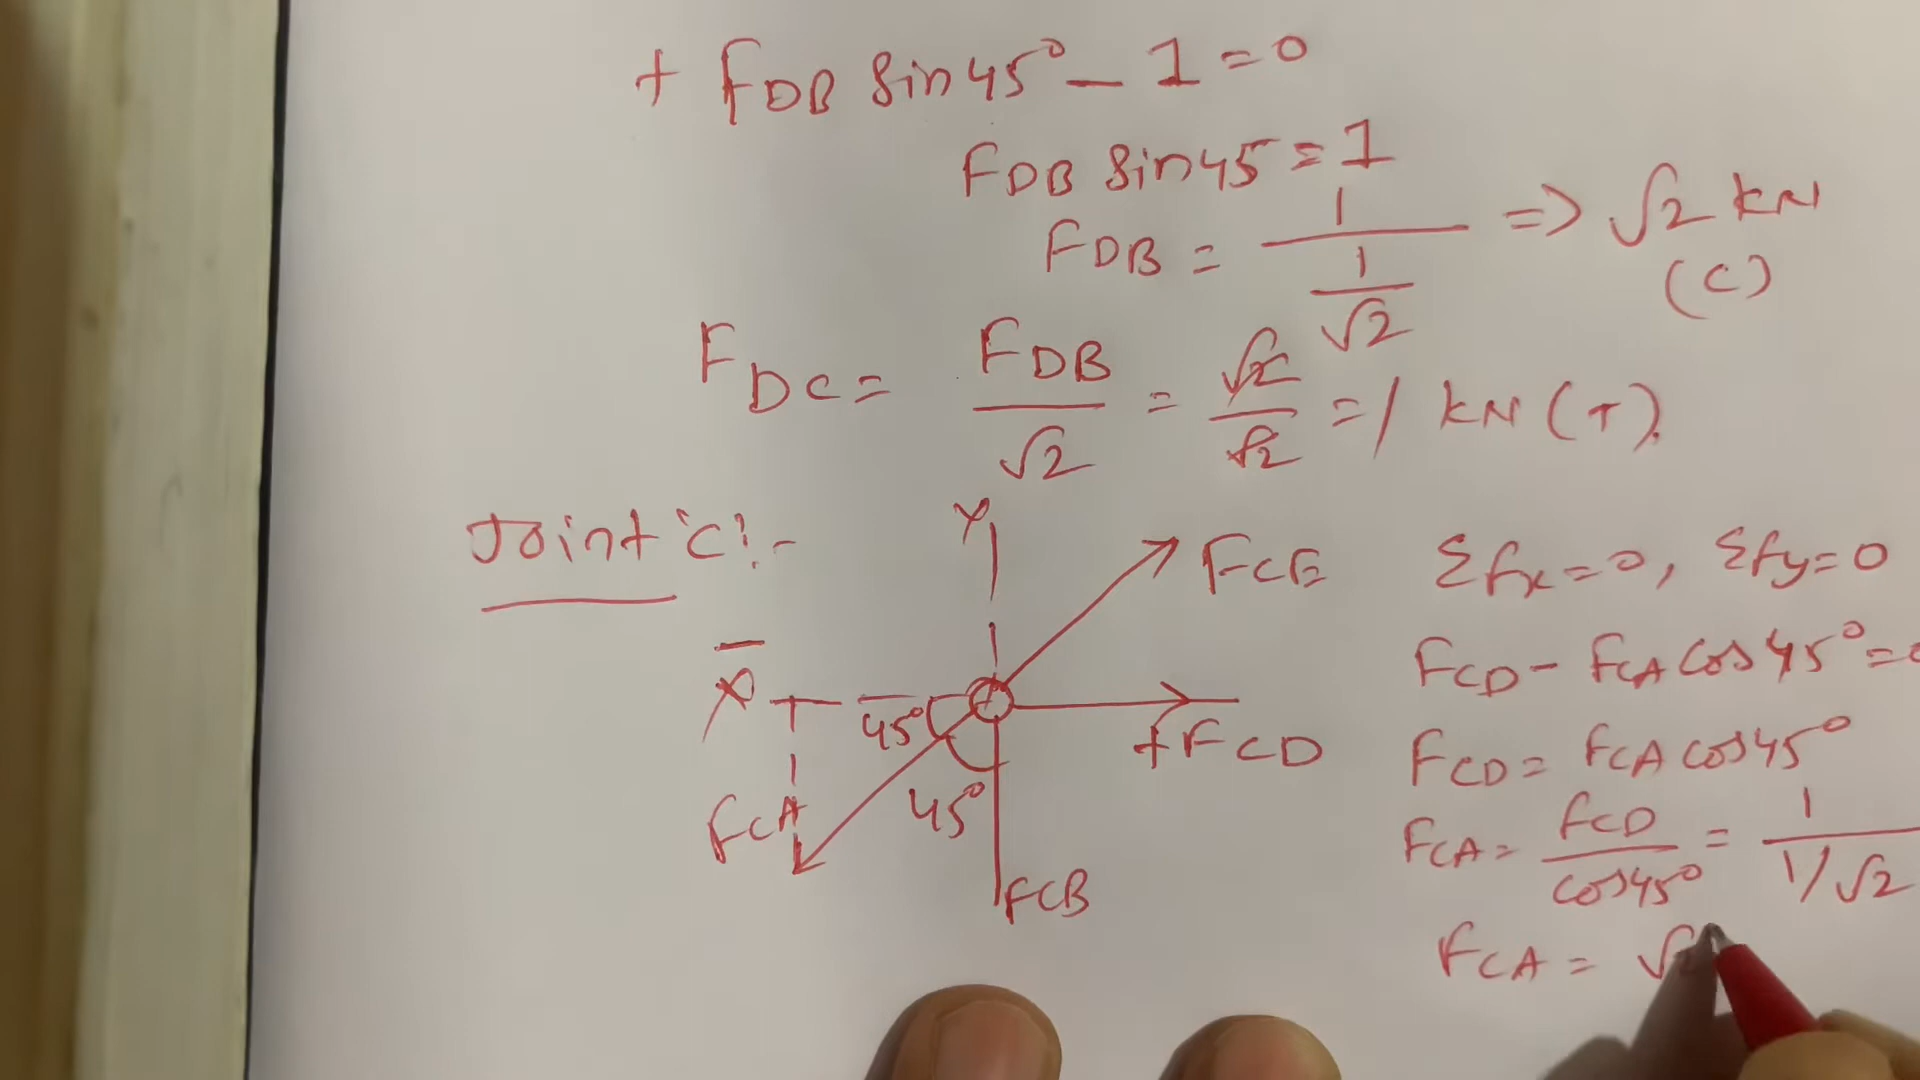 + FDB Sin45° - 1 = 0
FDB Sin45 = 1
FDB = 1 / (1/√2) => √2 KN
(C)
FDC = FDB/√2 = √2/√2 = 1 KN (T).
Joint 'C':-
Y
FCE
Σfx=0, Σfy=0
X
FCD - FCA Cos45° = 0
45°
+FCD
FCD = FCA Cos45°
FCA
45°
FCA = FCD/cos45° = 1/1/√2
FCB
FCA = √